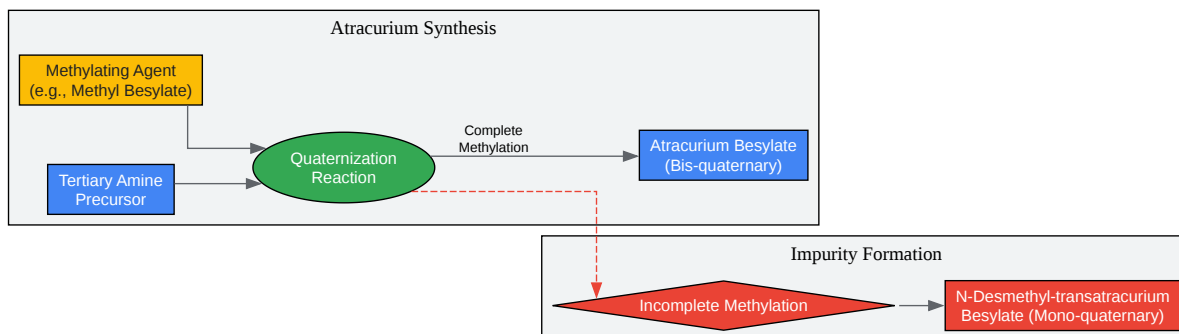 Atracurium Synthesis
Methylating Agent
(e.g., Methyl Besylate)
Tertiary Amine
Precursor
Quaternization
Reaction
Complete
Methylation
Atracurium Besylate
(Bis-quaternary)
Impurity Formation
Incomplete Methylation
N-Desmethyl-transatracurium
Besylate (Mono-quaternary)